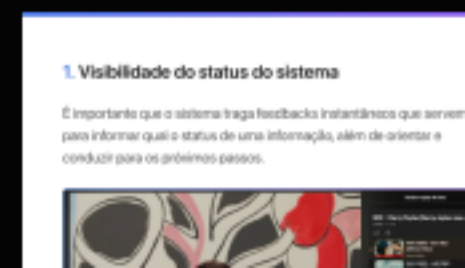 1. Visibilidade do status do sistema
É importante que o sistema traga feedbacks instantâneos que servem
para informar qual o status de uma informação, além de orientar e
conduzir para os próximos passos.